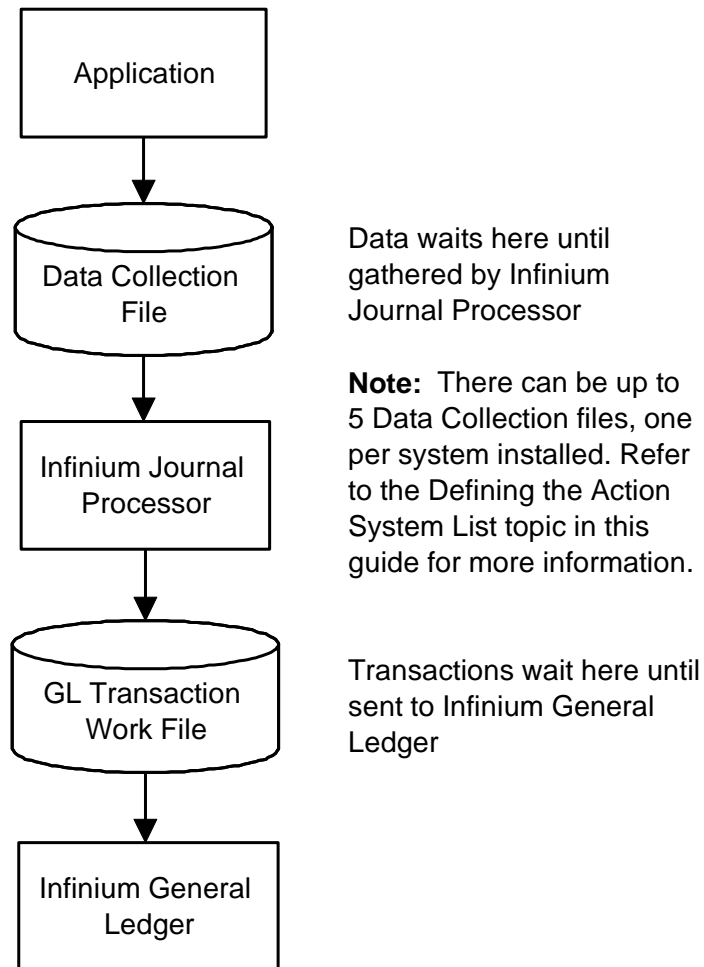 Application
Data Collection
File
Data waits here until
gathered by Infinium
Journal Processor
Note: There can be up to
5 Data Collection files, one
per system installed. Refer
to the Defining the Action
System List topic in this
guide for more information.
Infinium Journal
Processor
GL Transaction
Work File
Transactions wait here until
sent to Infinium General
Ledger
Infinium General
Ledger